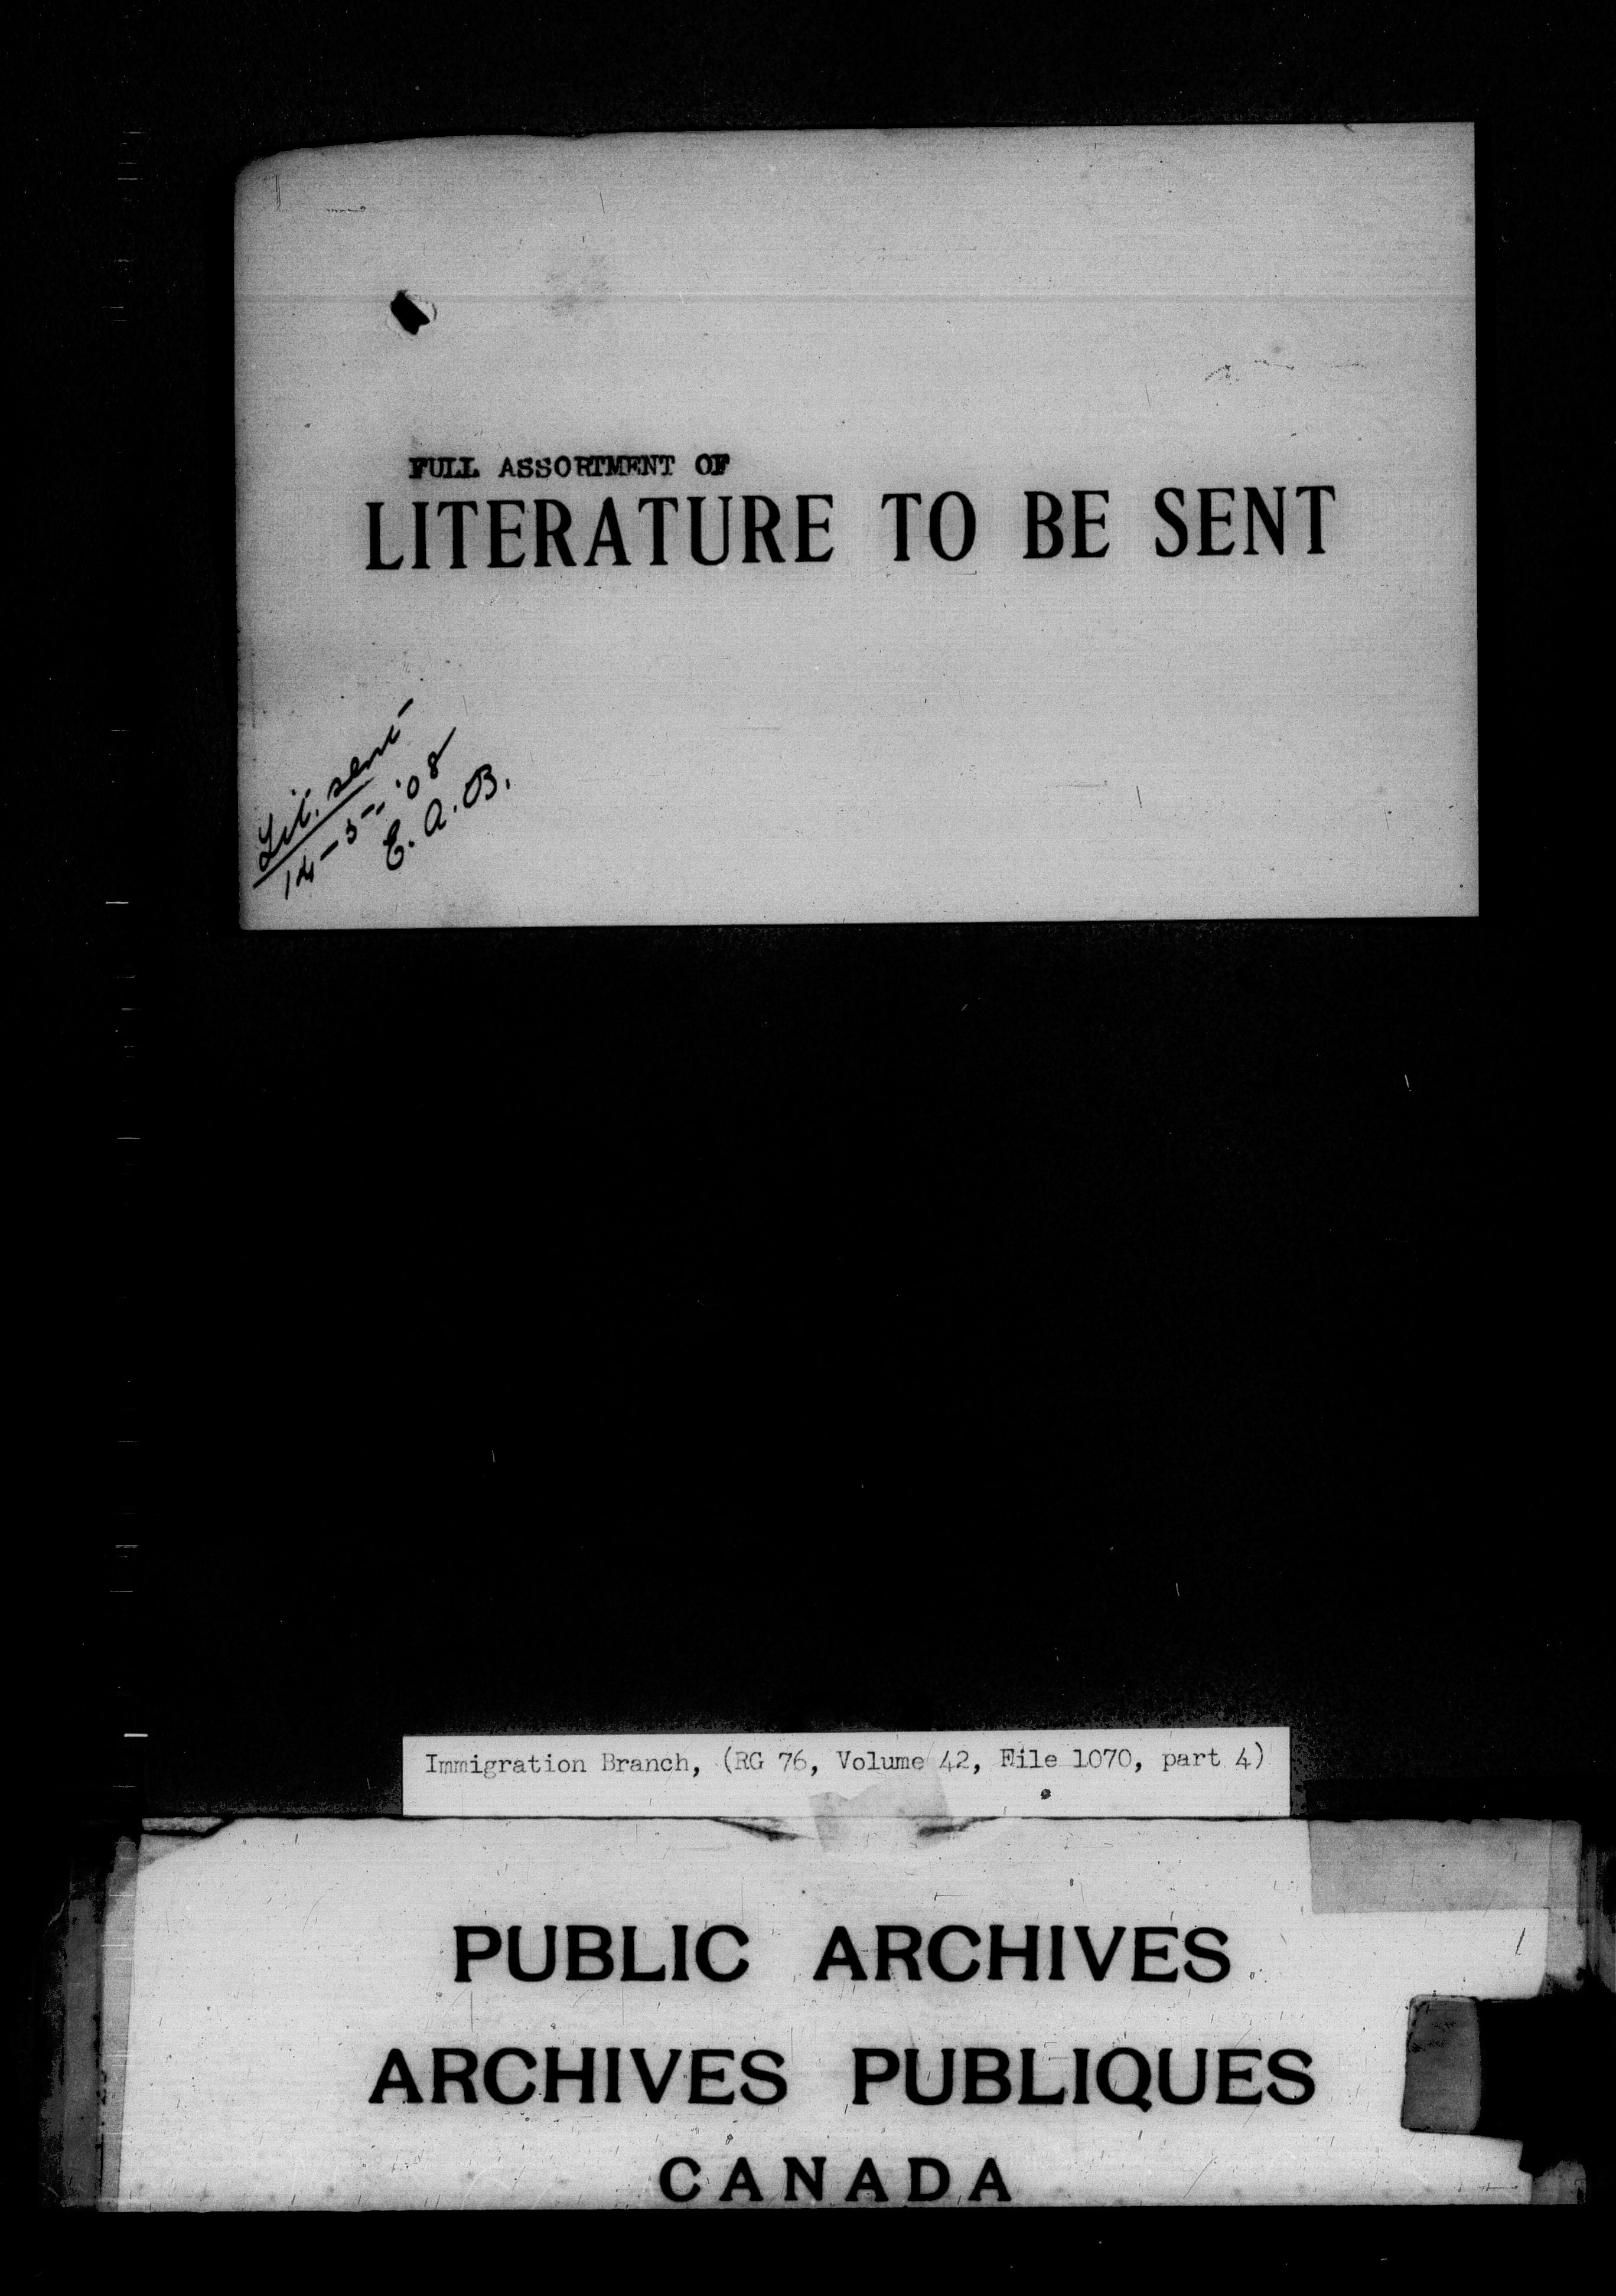 FULL ASSORTMENT OF
LITERATURE TO BE SENT
Lit. sent
14-5-'08
E. A. B.
Immigration Branch, (RG 76, Volume 42, File 1070, part 4)
PUBLIC ARCHIVES
ARCHIVES PUBLIQUES
CANADA